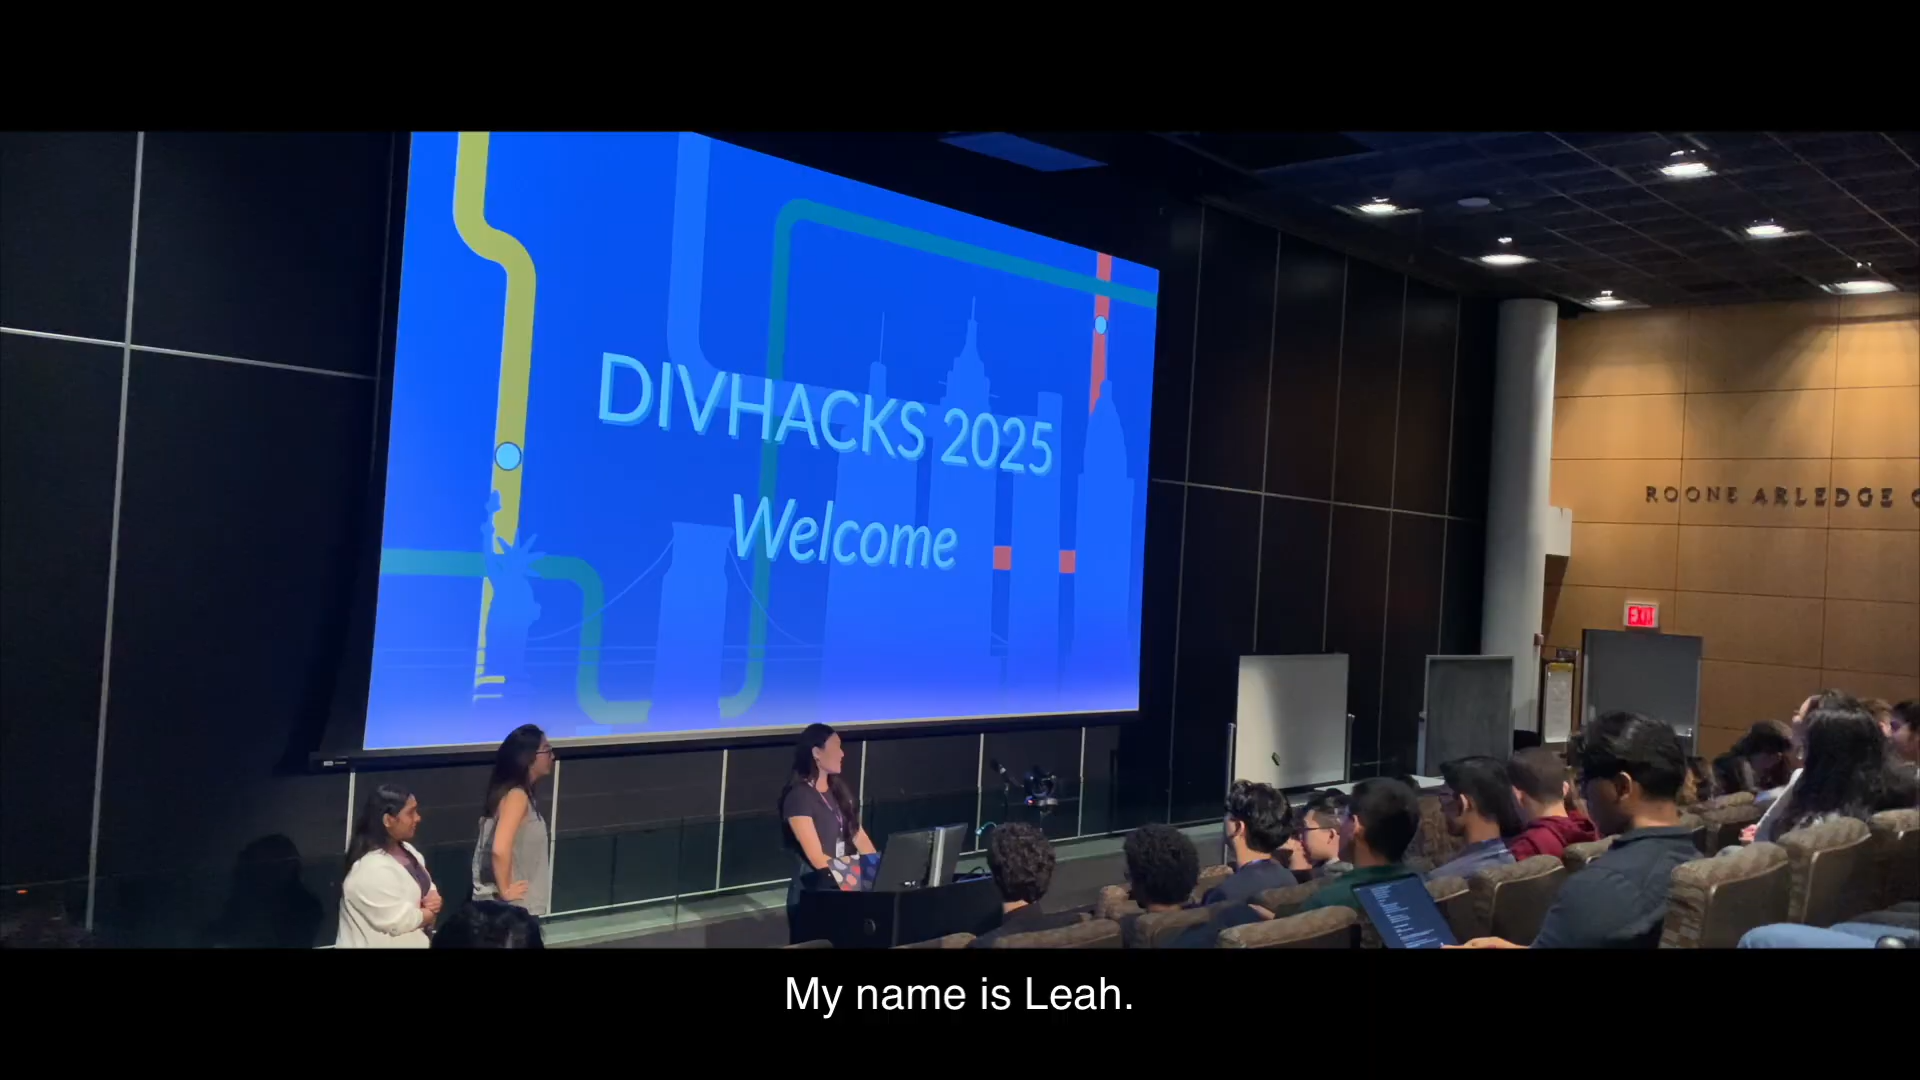 DIVHACKS 2025
Welcome
ROONE ARLEDGE
EXIT
My name is Leah.